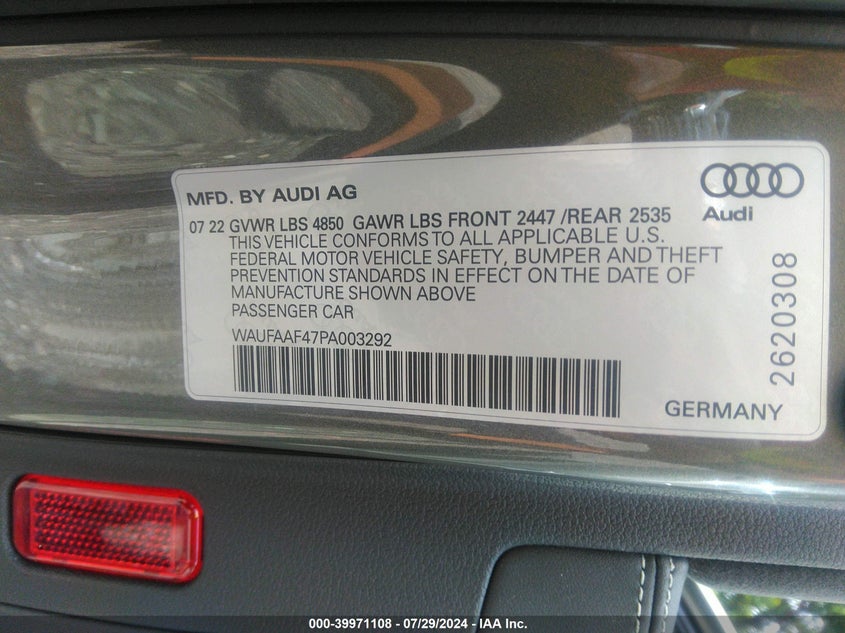 MFD. BY AUDI AG
Audi
07 22 GVWR LBS 4850 GAWR LBS FRONT 2447 /REAR 2535
THIS VEHICLE CONFORMS TO ALL APPLICABLE U.S.
FEDERAL MOTOR VEHICLE SAFETY, BUMPER AND THEFT
PREVENTION STANDARDS IN EFFECT ON THE DATE OF
MANUFACTURE SHOWN ABOVE
PASSENGER CAR
WAUFAAF47PA003292
2620308
GERMANY
000-39971108 - 07/29/2024 - IAA Inc.